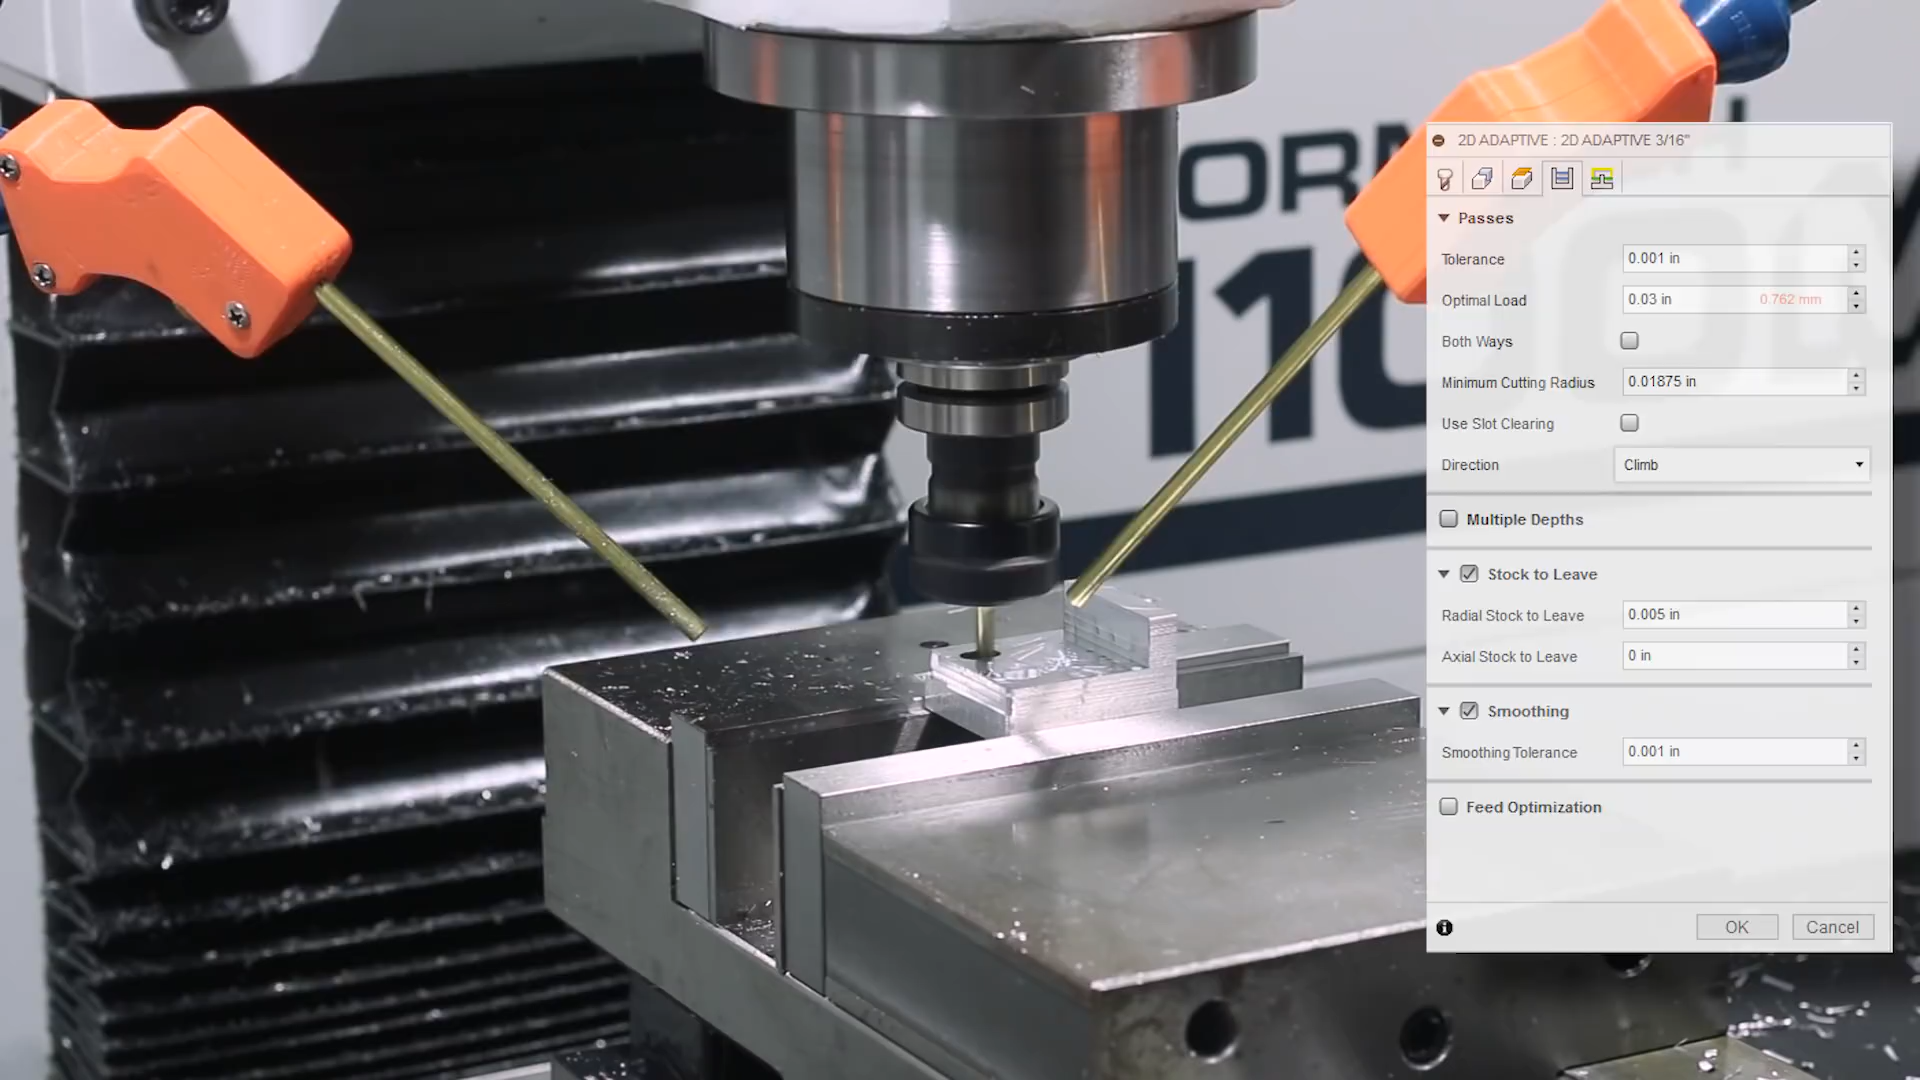 2D ADAPTIVE : 2D ADAPTIVE 3/16"
Passes
Tolerance 0.001 in
Optimal Load 0.03 in 0.762 mm
Both Ways
Minimum Cutting Radius 0.01875 in
Use Slot Clearing
Direction Climb
Multiple Depths
Stock to Leave
Radial Stock to Leave 0.005 in
Axial Stock to Leave 0 in
Smoothing
Smoothing Tolerance 0.001 in
Feed Optimization
OK Cancel
ORM
110